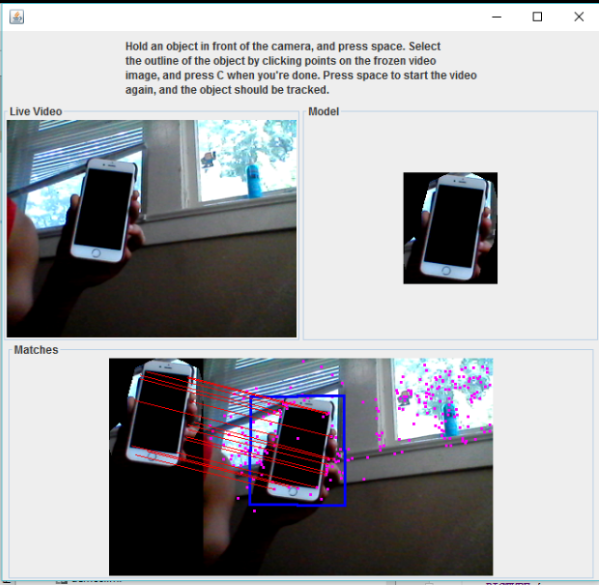 Hold an object in front of the camera, and press space. Select
the outline of the object by clicking points on the frozen video
image, and press C when you're done. Press space to start the video
again, and the object should be tracked.
Live Video
Model
Matches